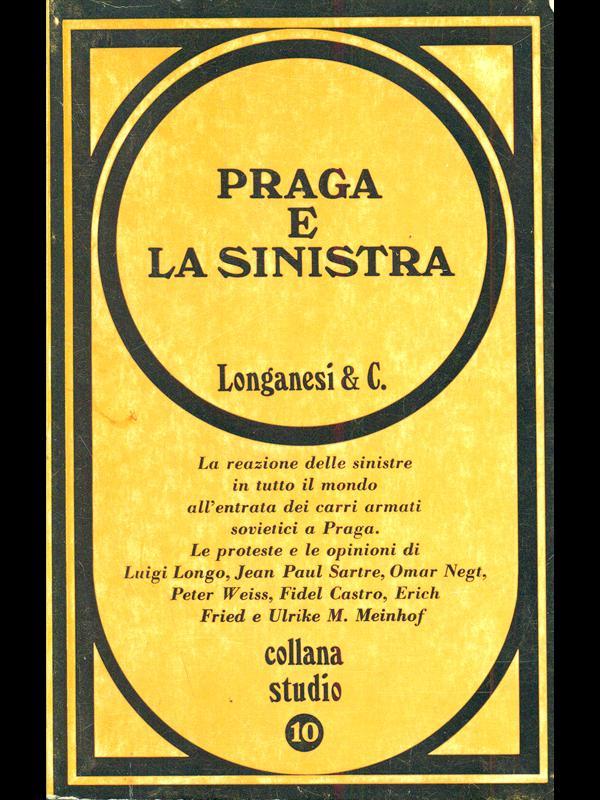 PRAGA
E
LA SINISTRA
Longanesi & C.
La reazione delle sinistre
in tutto il mondo
all'entrata dei carri armati
sovietici a Praga.
Le proteste e le opinioni di
Luigi Longo, Jean Paul Sartre, Omar Negt,
Peter Weiss, Fidel Castro, Erich
Fried e Ulrike M. Meinhof
collana
studio
10